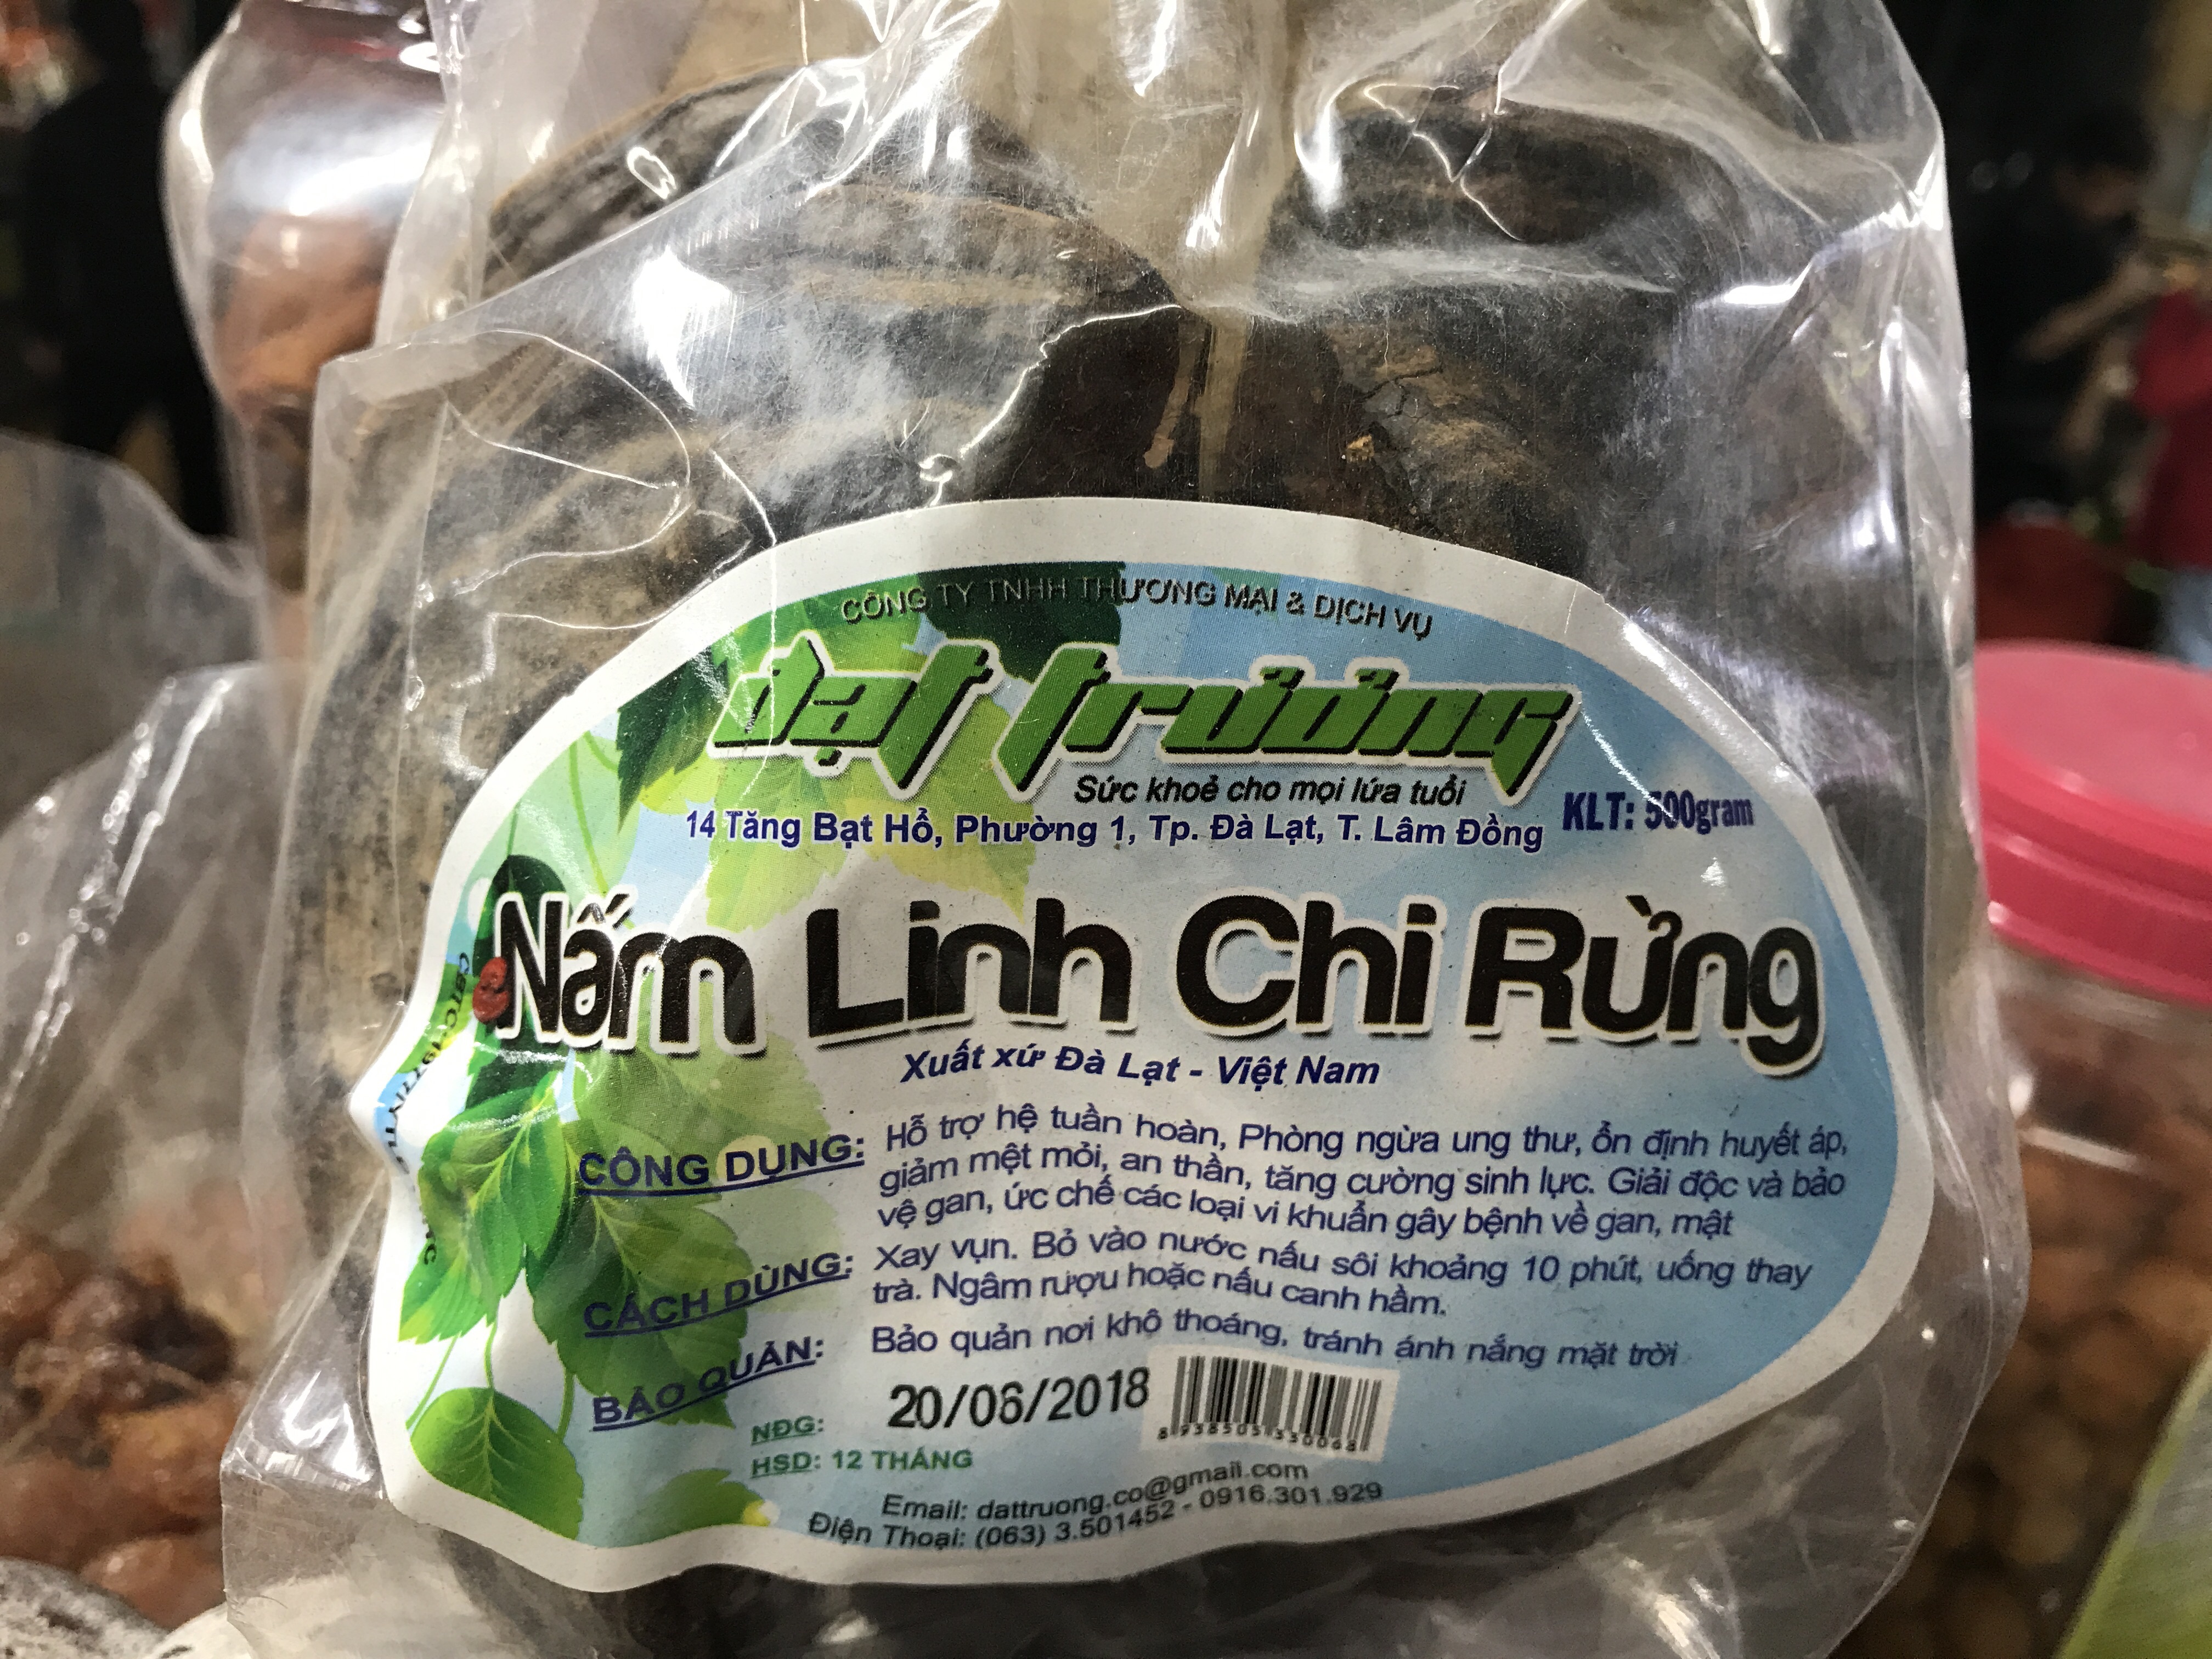 CÔNG TY TNHH THƯƠNG MẠI & DỊCH VỤ
đạt trương
Sức khoẻ cho mọi lứa tuổi
14 Tăng Bạt Hổ, Phường 1, Tp. Đà Lạt, T. Lâm Đồng
KLT: 500gram
Nấm Linh Chi Rừng
Xuất xứ Đà Lạt - Việt Nam
CÔNG DỤNG: Hỗ trợ hệ tuần hoàn, Phòng ngừa ung thư, ổn định huyết áp,
giảm mệt mỏi, an thần, tăng cường sinh lực. Giải độc và bảo
vệ gan, ức chế các loại vi khuẩn gây bệnh về gan, mật
CÁCH DÙNG: Xay vụn. Bỏ vào nước nấu sôi khoảng 10 phút, uống thay
trà. Ngâm rượu hoặc nấu canh hầm.
BẢO QUẢN: Bảo quản nơi khô thoáng, tránh ánh nắng mặt trời
NĐG: 20/06/2018
HSD: 12 THÁNG
8938505330068
Email: dattruong.co@gmail.com
Điện Thoại: (063) 3.501452 - 0916.301.929